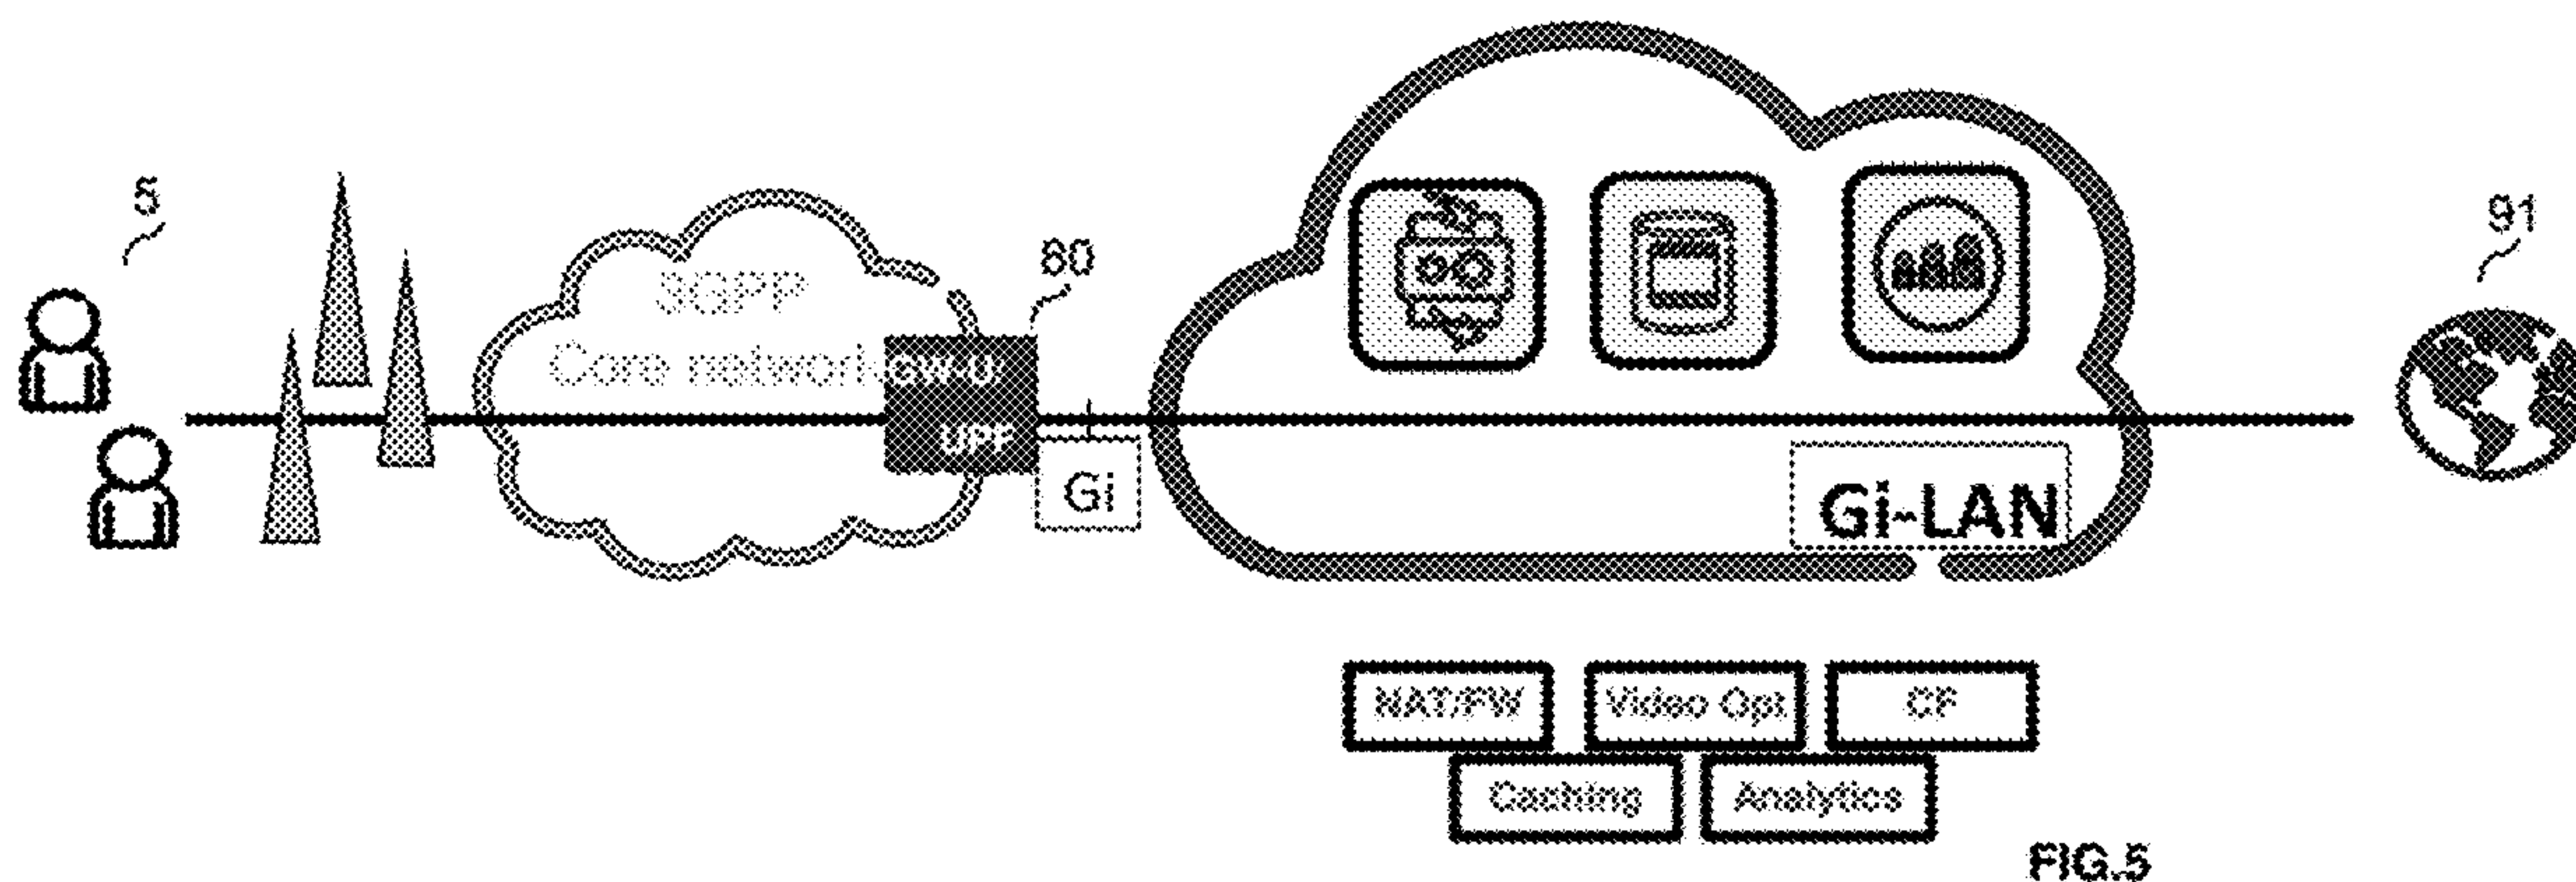 5
3GPP
Core network
80
GW-U/
UPF
Gi
Gi-LAN
91
NAT/FW
Video Opt
CF
Caching
Analytics
FIG.5